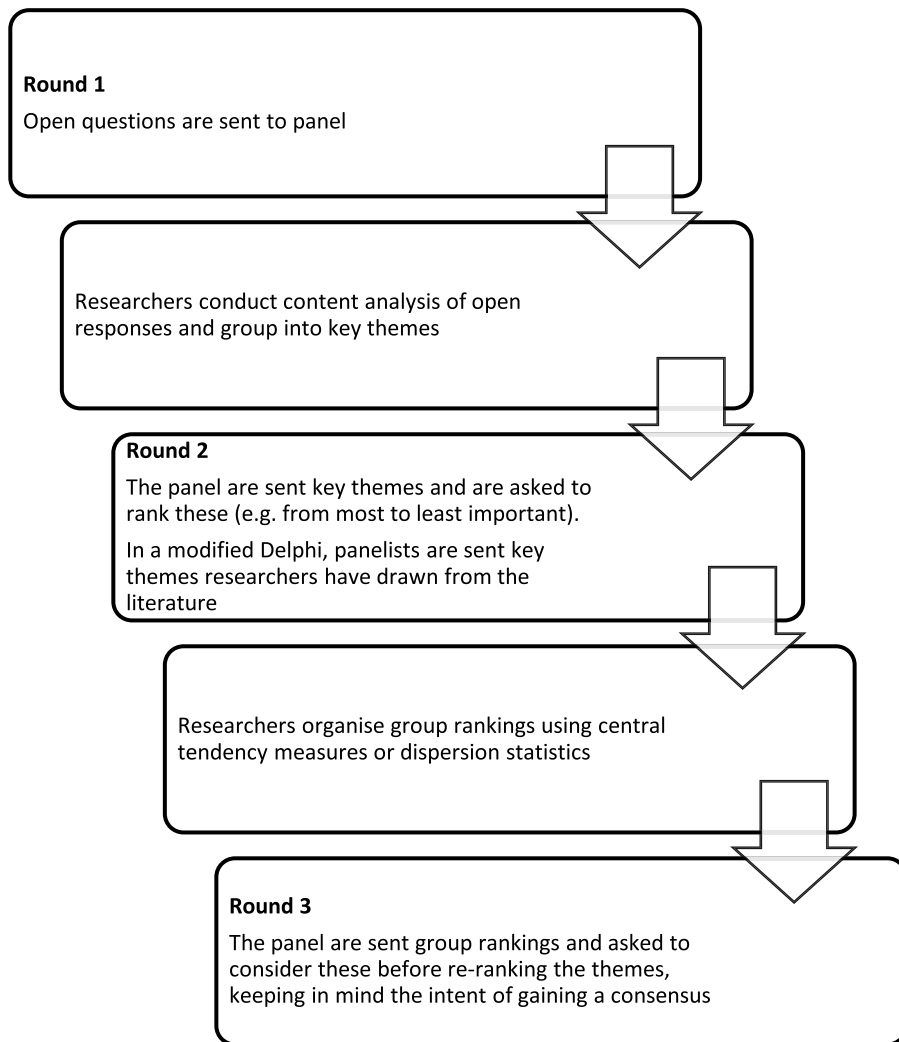 Round 1
Open questions are sent to panel
Researchers conduct content analysis of open
responses and group into key themes
Round 2
The panel are sent key themes and are asked to
rank these (e.g. from most to least important).
In a modified Delphi, panelists are sent key
themes researchers have drawn from the
literature
Researchers organise group rankings using central
tendency measures or dispersion statistics
Round 3
The panel are sent group rankings and asked to
consider these before re-ranking the themes,
keeping in mind the intent of gaining a consensus